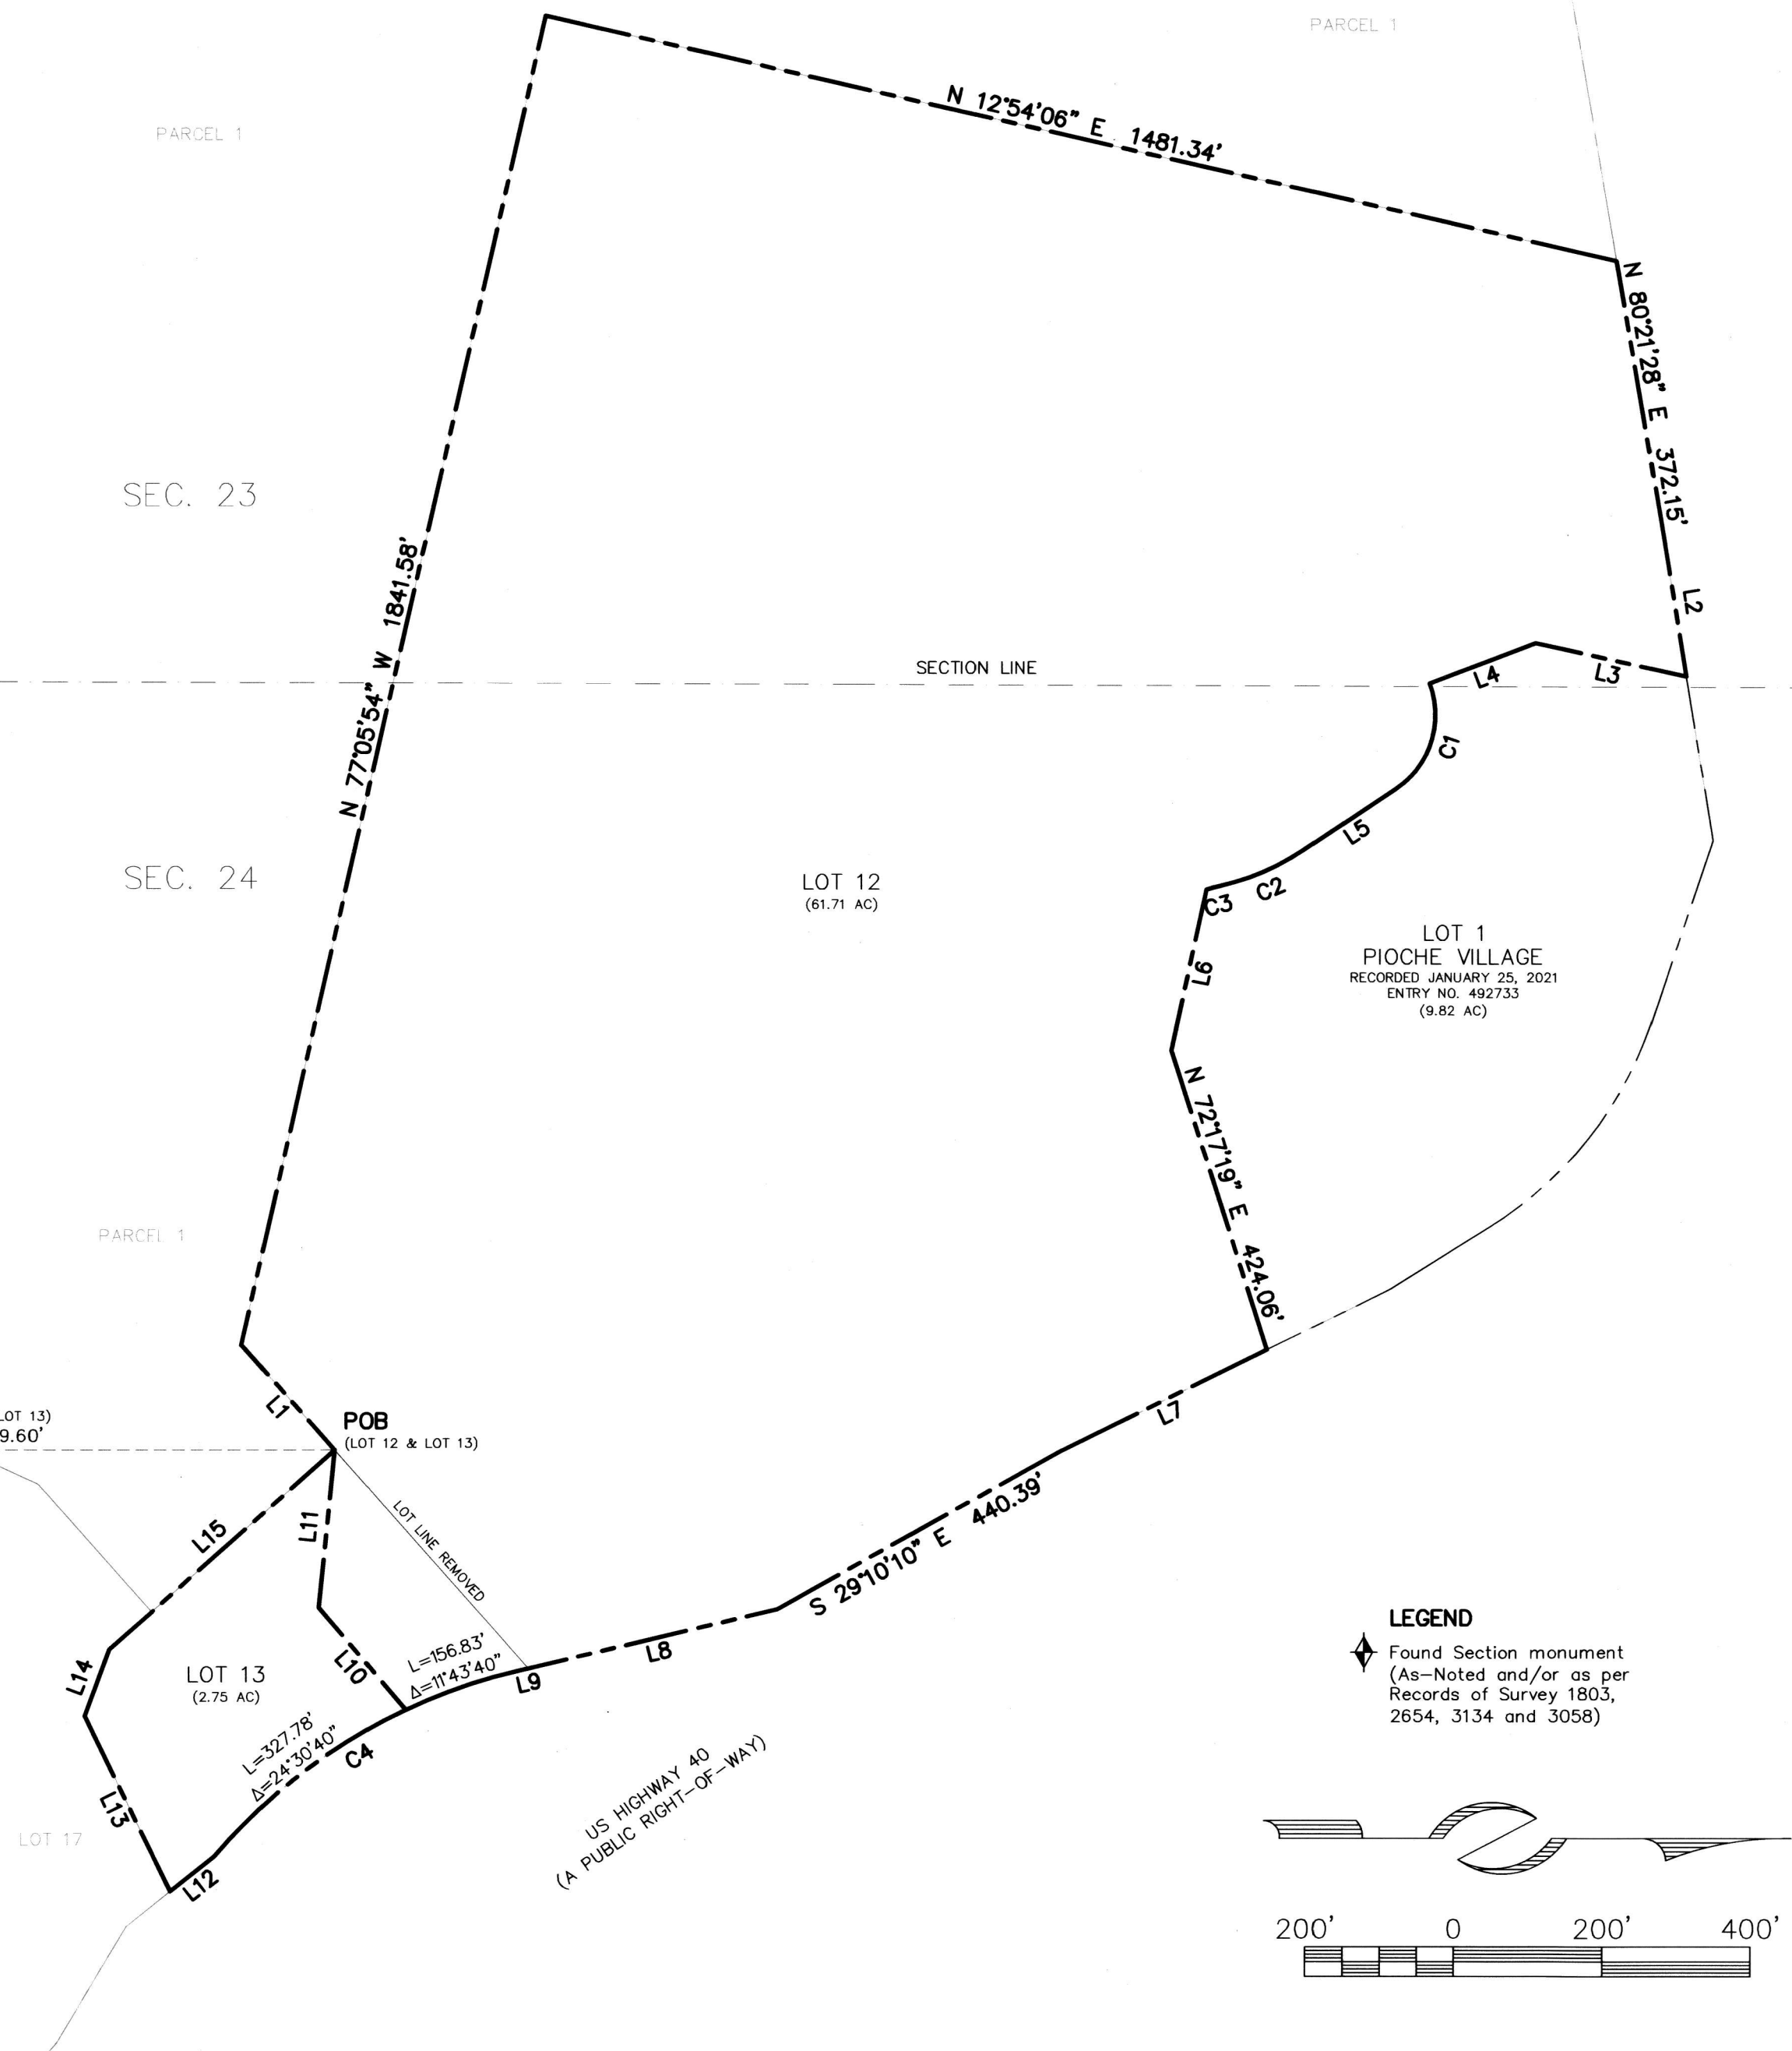 PARCEL 1
PARCEL 1
N 12°54'06" E 1481.34'
N 80°21'28" E 372.15'
SEC. 23
N 77°05'54" W 1841.58'
L2
SECTION LINE
L3
L4
C1
L5
SEC. 24
LOT 12
(61.71 AC)
C2
C3
LOT 1
PIOCHE VILLAGE
RECORDED JANUARY 25, 2021
ENTRY NO. 492733
(9.82 AC)
L6
N 72°17'19" E 424.06'
PARCEL 1
L1
LOT 13)
9.60'
POB
(LOT 12 & LOT 13)
L7
LOT LINE REMOVED
L11
L15
S 29°10'10" E 440.39'
L8
L9
L=156.83'
Δ=11°43'40"
L10
L14
LOT 13
(2.75 AC)
L=327.78'
Δ=24°30'40"
C4
L13
LOT 17
L12
US HIGHWAY 40
(A PUBLIC RIGHT-OF-WAY)
LEGEND
Found Section monument
(As-Noted and/or as per
Records of Survey 1803,
2654, 3134 and 3058)
200' 0 200' 400'